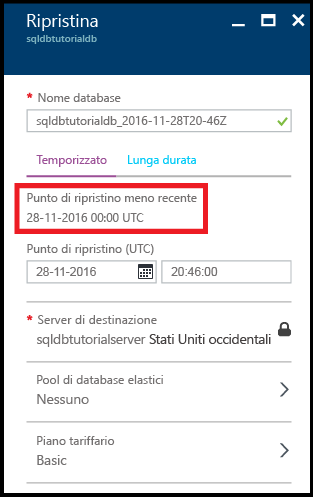 Ripristina
sqldbtutorialdb
* Nome database
sqldbtutorialdb_2016-11-28T20-46Z
Temporizzato Lunga durata
Punto di ripristino meno recente
28-11-2016 00:00 UTC
Punto di ripristino (UTC)
28-11-2016 20:46:00
* Server di destinazione
sqldbtutorialserver Stati Uniti occidentali
Pool di database elastici
Nessuno
Piano tariffario
Basic